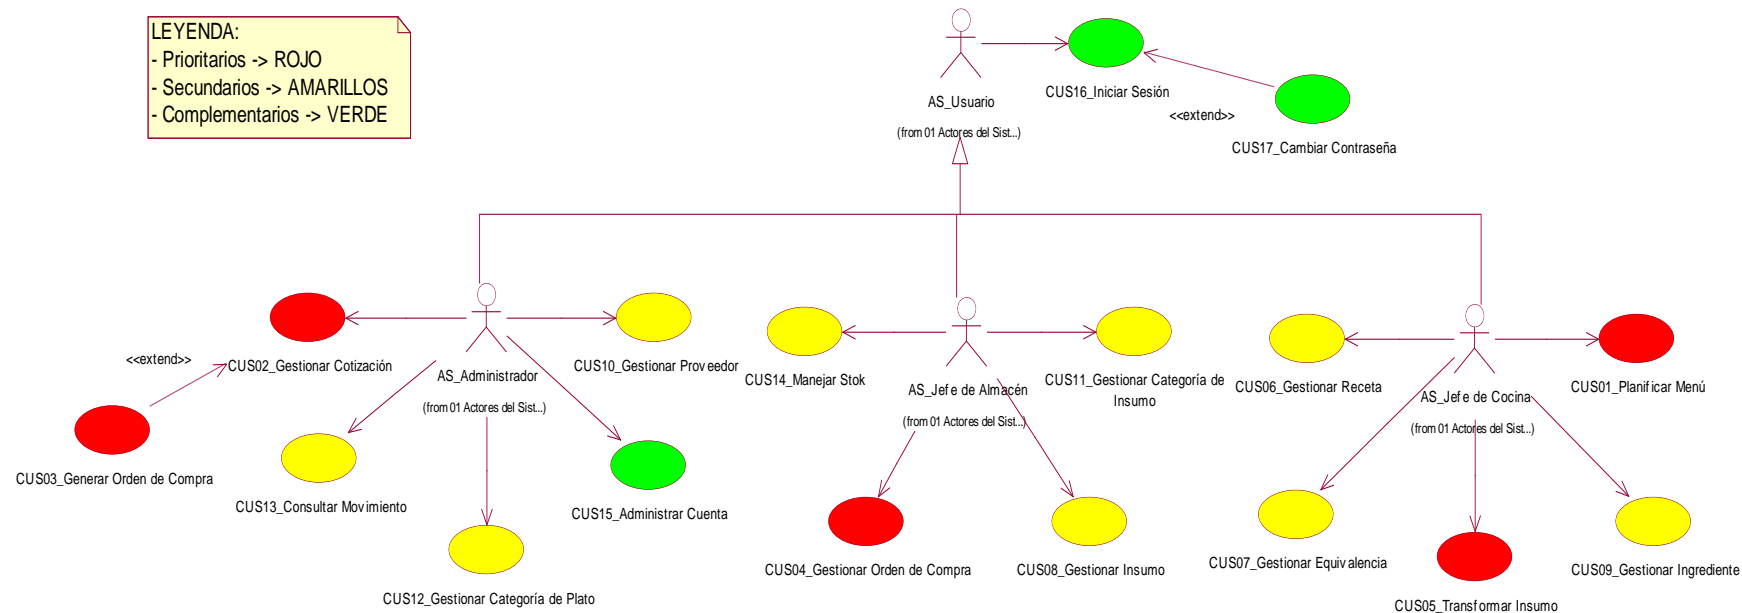 LEYENDA:
- Prioritarios -> ROJO
- Secundarios -> AMARILLOS
- Complementarios -> VERDE
AS_Usuario
(from 01 Actores del Sist...)
CUS16_Iniciar Sesión
<<extend>>
CUS17_Cambiar Contraseña
<<extend>>
CUS02_Gestionar Cotización
AS_Administrador
(from 01 Actores del Sist...)
CUS10_Gestionar Proveedor
CUS03_Generar Orden de Compra
CUS13_Consultar Movimiento
CUS12_Gestionar Categoría de Plato
CUS15_Administrar Cuenta
CUS14_Manejar Stok
AS_Jefe de Almacén
(from 01 Actores del Sist...)
CUS11_Gestionar Categoría de
Insumo
CUS04_Gestionar Orden de Compra
CUS08_Gestionar Insumo
CUS06_Gestionar Receta
AS_Jefe de Cocina
(from 01 Actores del Sist...)
CUS01_Planificar Menú
CUS07_Gestionar Equivalencia
CUS05_Transformar Insumo
CUS09_Gestionar Ingrediente